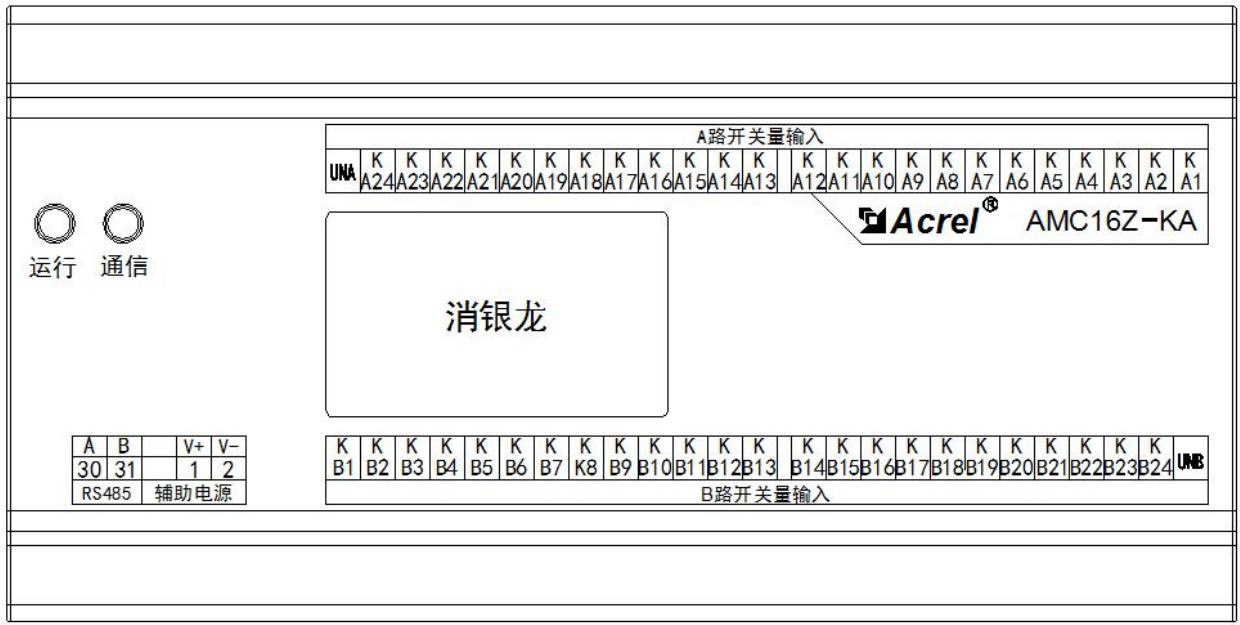 A路开关量输入
UNA K A24 K A23 K A22 K A21 K A20 K A19 K A18 K A17 K A16 K A15 K A14 K A13 K A12 K A11 K A10 K A9 K A8 K A7 K A6 K A5 K A4 K A3 K A2 K A1
Acrel® AMC16Z-KA
运行 通信
消银龙
A B V+ V-
30 31 1 2
RS485 辅助电源
K B1 K B2 K B3 K B4 K B5 K B6 K B7 K K8 K B9 K B10 K B11 K B12 K B13 K B14 K B15 K B16 K B17 K B18 K B19 K B20 K B21 K B22 K B23 K B24 UNB
B路开关量输入